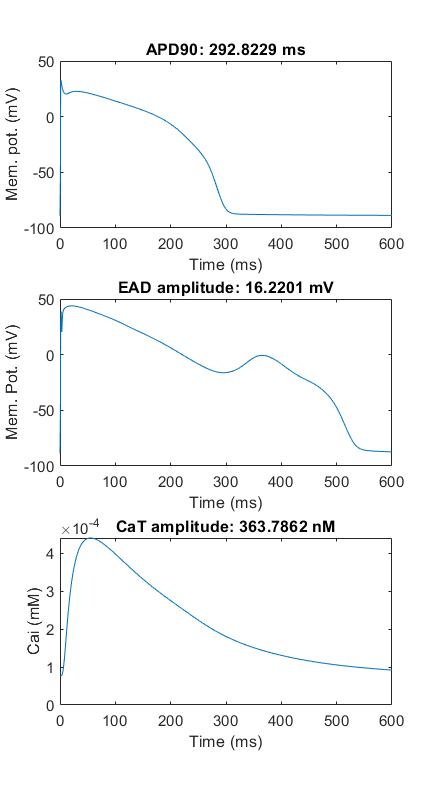 APD90: 292.8229 ms
50
0
-50
-100
Mem. pot. (mV)
0 100 200 300 400 500 600
Time (ms)
EAD amplitude: 16.2201 mV
50
0
-50
-100
Mem. Pot. (mV)
0 100 200 300 400 500 600
Time (ms)
×10-4 CaT amplitude: 363.7862 nM
4
3
2
1
0
Cai (mM)
0 100 200 300 400 500 600
Time (ms)